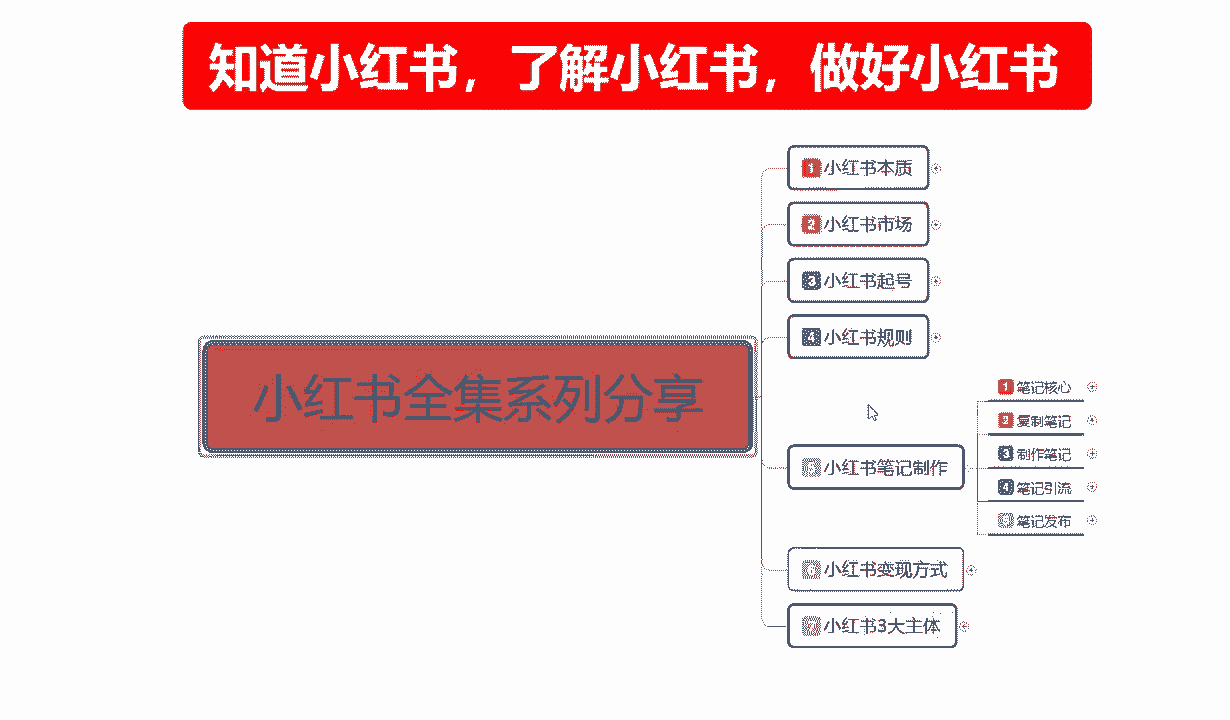 知道小红书，了解小红书，做好小红书
小红书全集系列分享
1 小红书本质
2 小红书市场
3 小红书起号
4 小红书规则
5 小红书笔记制作
1 笔记核心
2 复制笔记
3 制作笔记
4 笔记引流
5 笔记发布
6 小红书变现方式
7 小红书3大主体